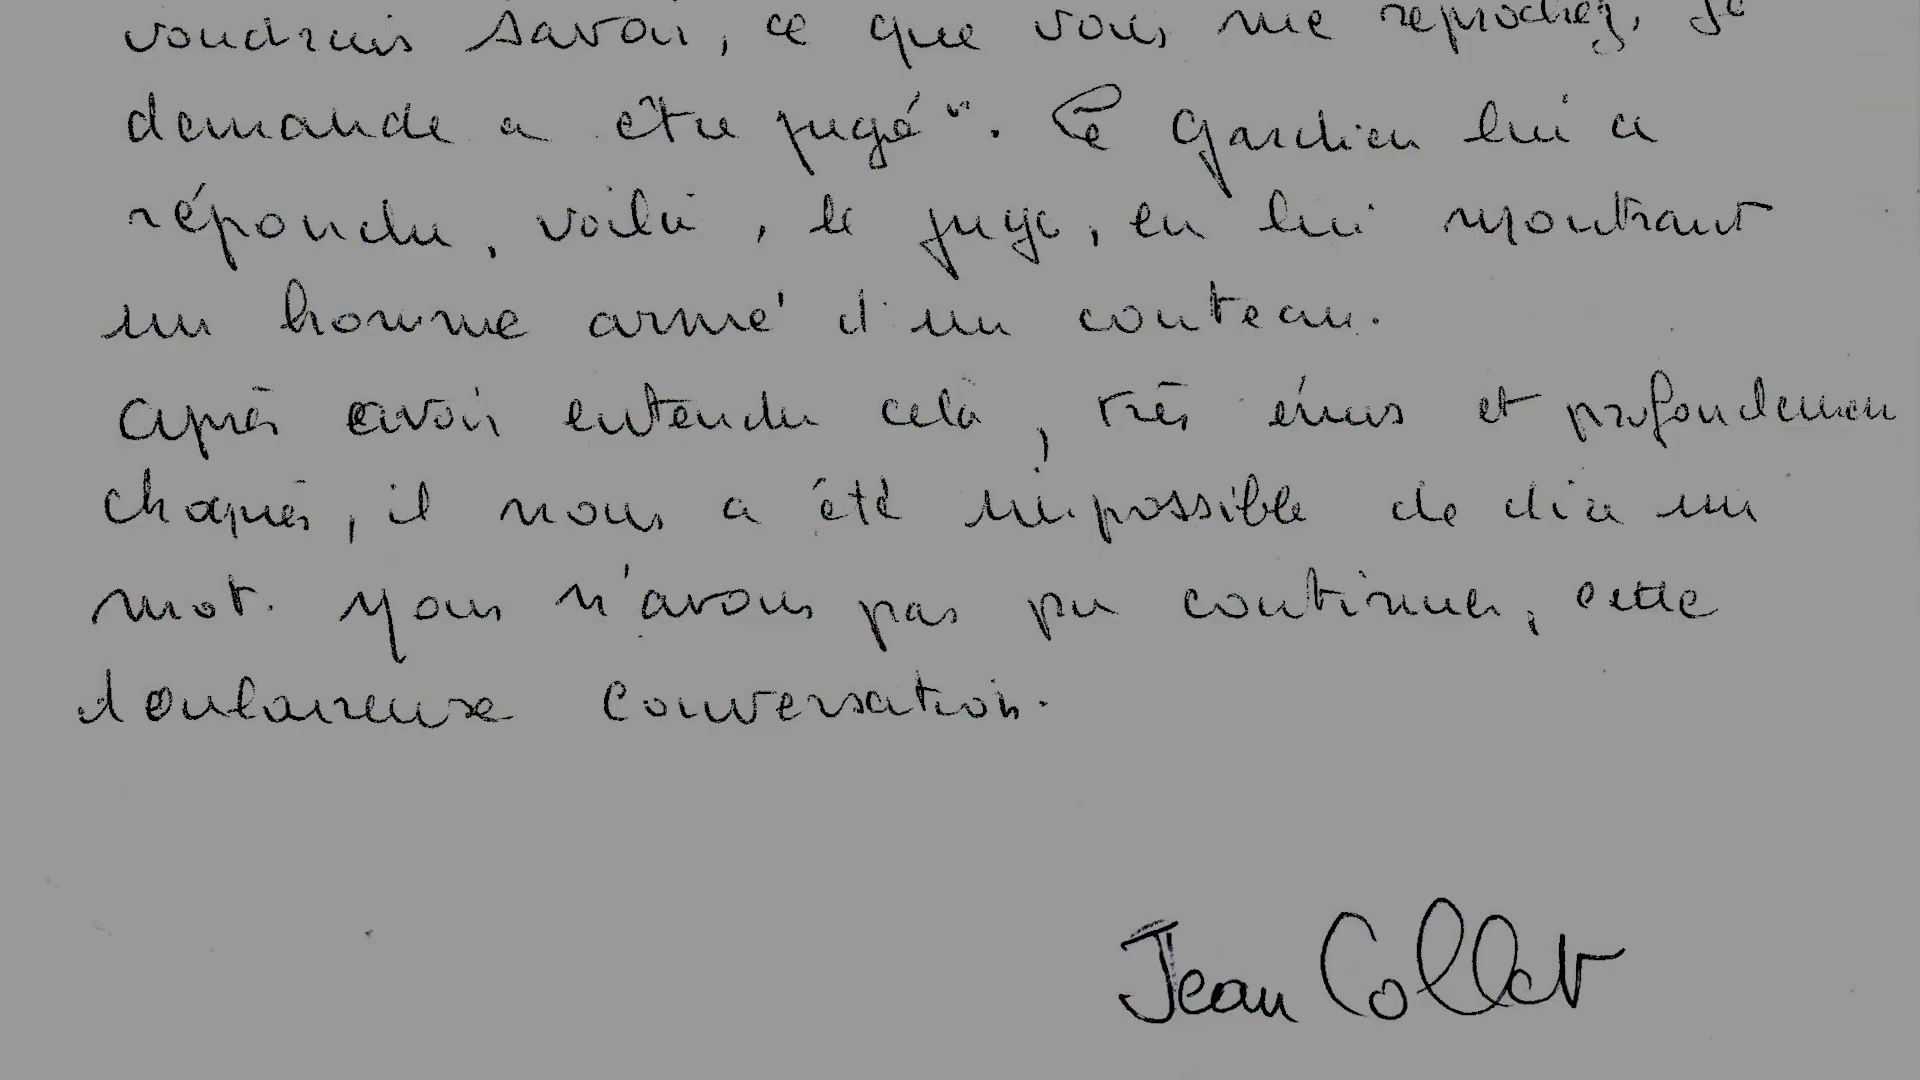 voudrais savoir, ce que vous me reprochez, je
demande a être jugé". Le gardien lui a
répondu, voilà, le juge, en lui montrant
un homme armé d'un couteau.
Après avoir entendu cela, très émus et profondemen
choqués, il nous a été impossible de dire un
mot. Nous n'avons pas pu continuer, cette
doulaireuse conversation.
Jean Collet